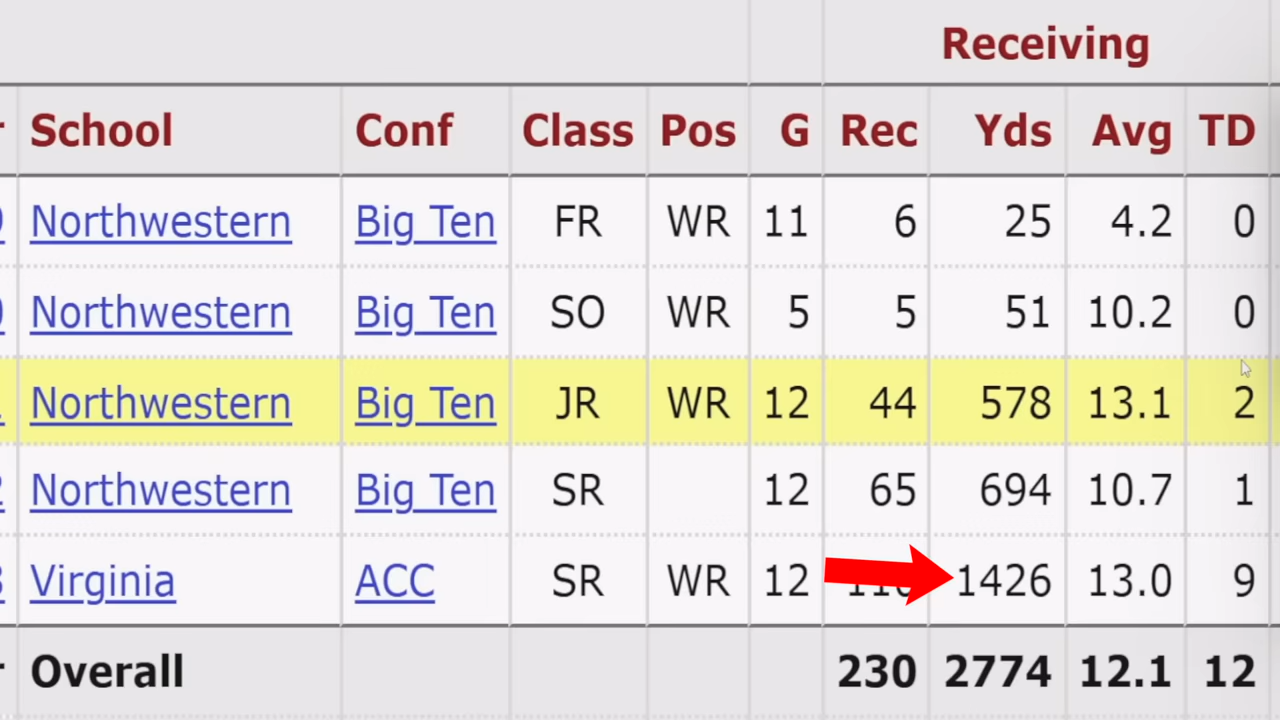 Receiving
School Conf Class Pos G Rec Yds Avg TD
Northwestern Big Ten FR WR 11 6 25 4.2 0
Northwestern Big Ten SO WR 5 5 51 10.2 0
Northwestern Big Ten JR WR 12 44 578 13.1 2
Northwestern Big Ten SR 12 65 694 10.7 1
Virginia ACC SR WR 12 1426 13.0 9
Overall 230 2774 12.1 12